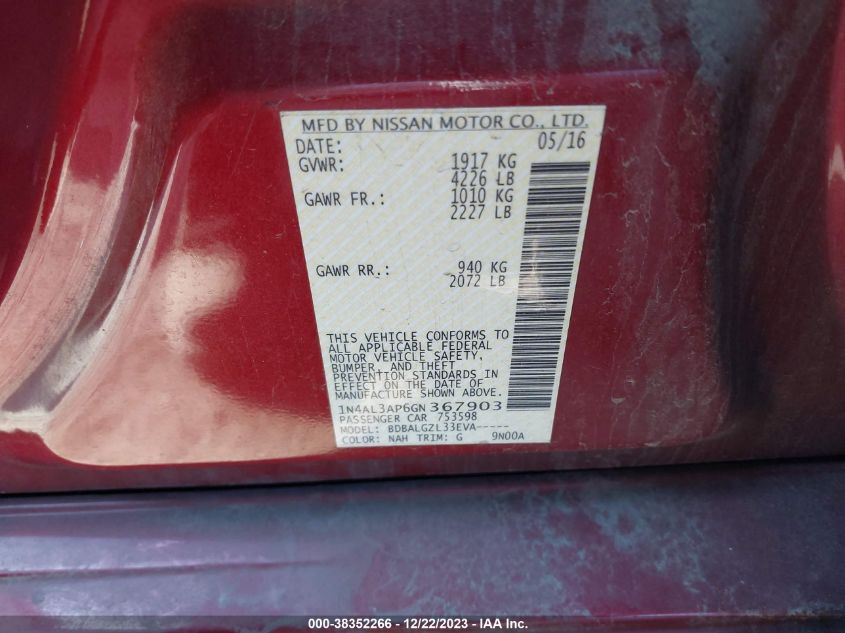 MFD BY NISSAN MOTOR CO., LTD.
DATE: 05/16
GVWR: 1917 KG
4226 LB
GAWR FR.: 1010 KG
2227 LB
GAWR RR.: 940 KG
2072 LB
THIS VEHICLE CONFORMS TO
ALL APPLICABLE FEDERAL
MOTOR VEHICLE SAFETY,
BUMPER, AND THEFT
PREVENTION STANDARDS IN
EFFECT ON THE DATE OF
MANUFACTURE SHOWN ABOVE.
1N4AL3AP6GN367903
PASSENGER CAR 753598
MODEL: BDBALGZL33EVA-----
COLOR: NAH TRIM: G 9N00A
000-38352266 - 12/22/2023 - IAA Inc.